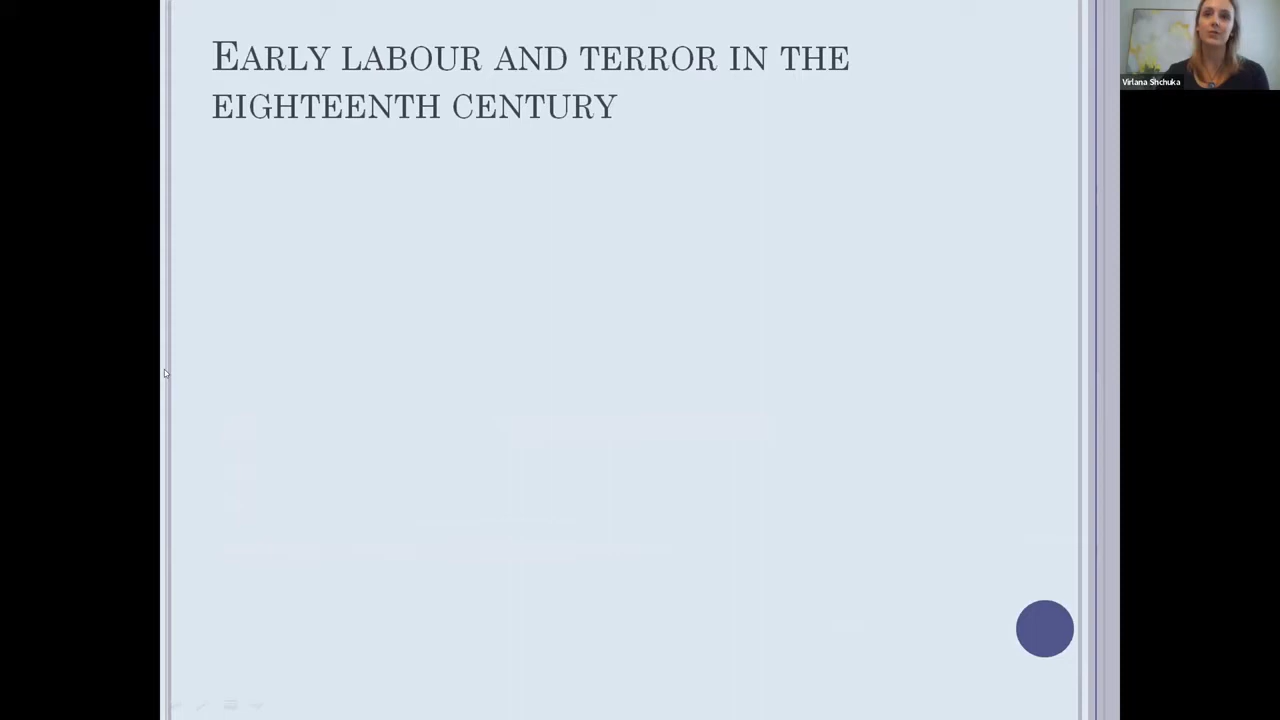 Early labour and terror in the
eighteenth century
Virlana Shchuka